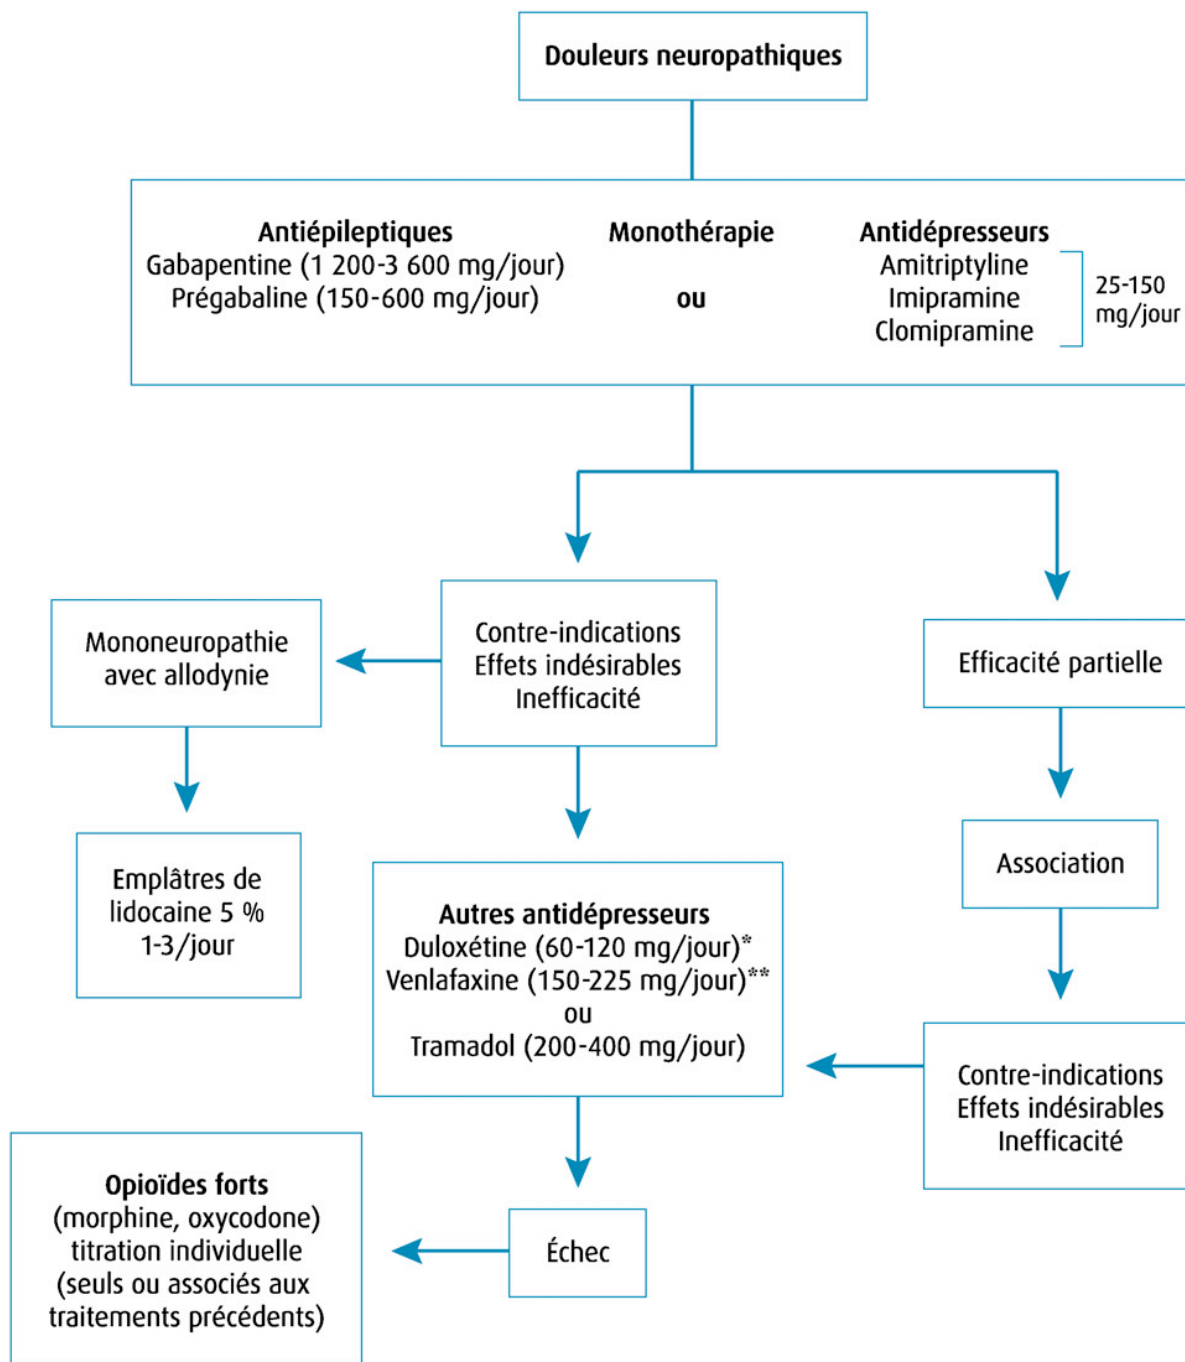 Douleurs neuropathiques
Antiépileptiques
Gabapentine (1 200-3 600 mg/jour)
Prégabaline (150-600 mg/jour)
Monothérapie
ou
Antidépresseurs
Amitriptyline
Imipramine
Clomipramine
25-150
mg/jour
Mononeuropathie
avec allodynie
Contre-indications
Effets indésirables
Inefficacité
Efficacité partielle
Emplâtres de
lidocaine 5 %
1-3/jour
Association
Autres antidépresseurs
Duloxétine (60-120 mg/jour)*
Venlafaxine (150-225 mg/jour)**
ou
Tramadol (200-400 mg/jour)
Contre-indications
Effets indésirables
Inefficacité
Opioïdes forts
(morphine, oxycodone)
titration individuelle
(seuls ou associés aux
traitements précédents)
Échec